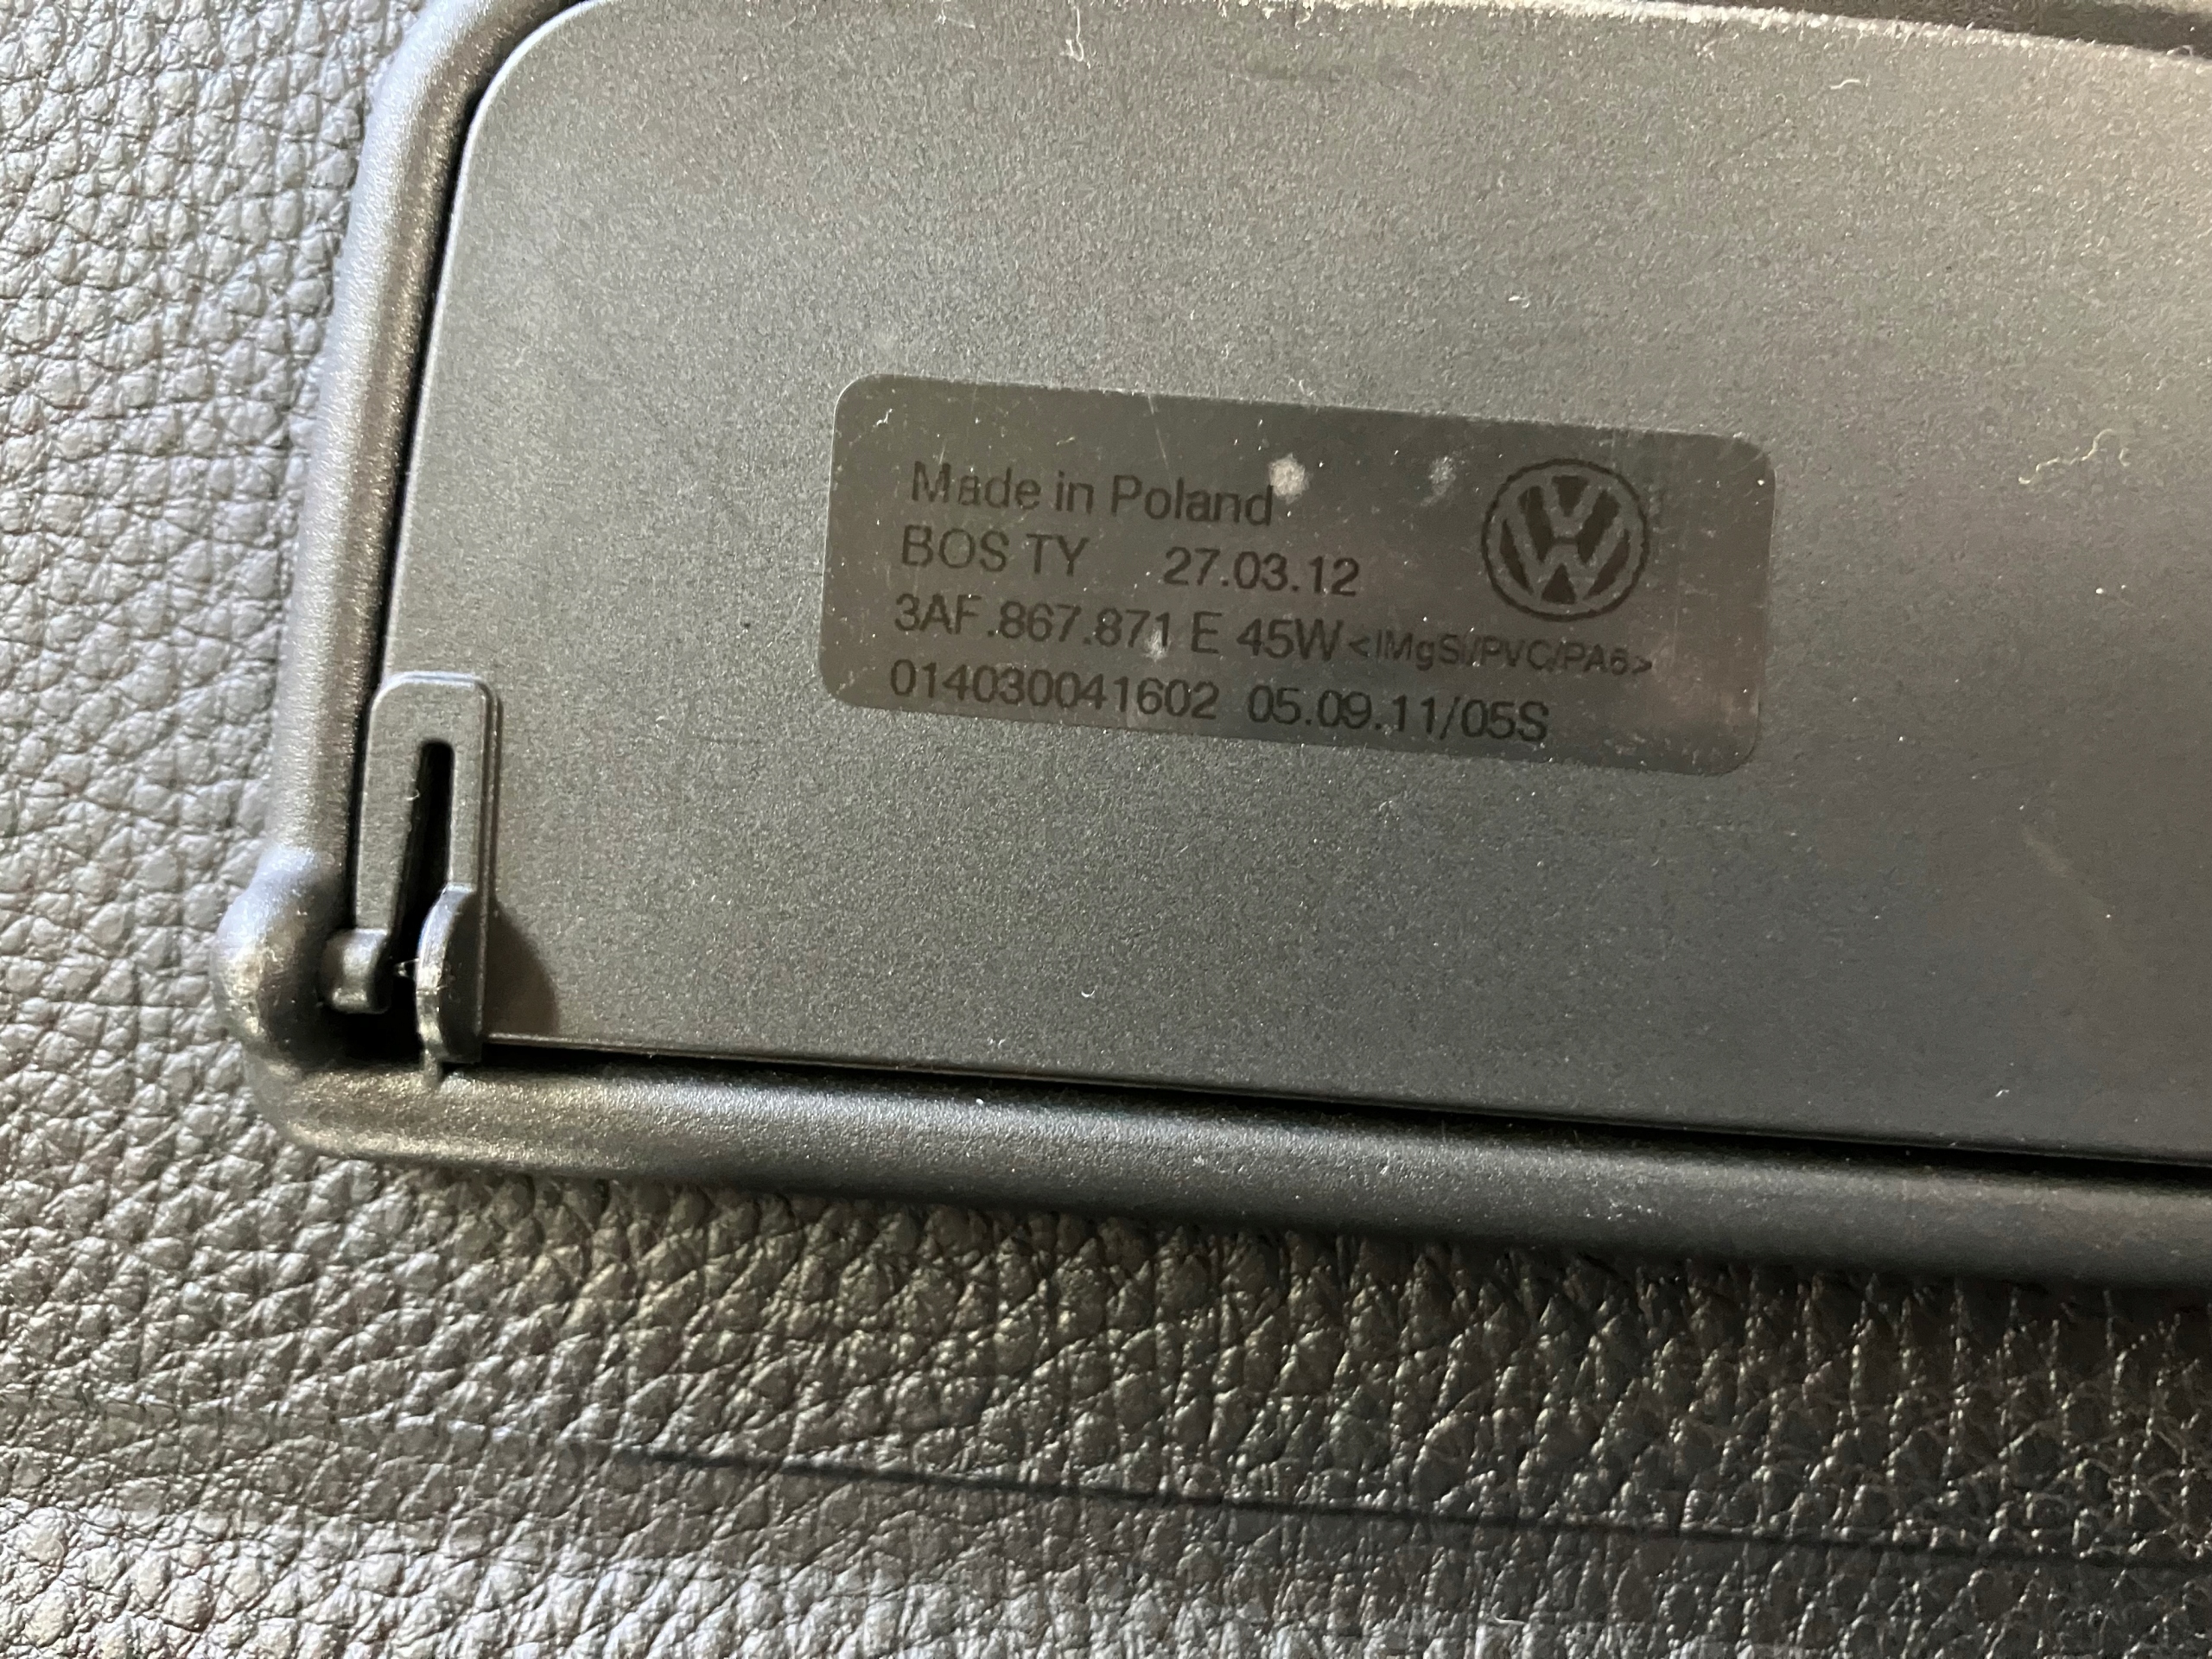 Made in Poland
BOS TY 27.03.12
3AF.867.871 E 45W <IMgSi/PVC/PA6>
014030041602 05.09.11/05S